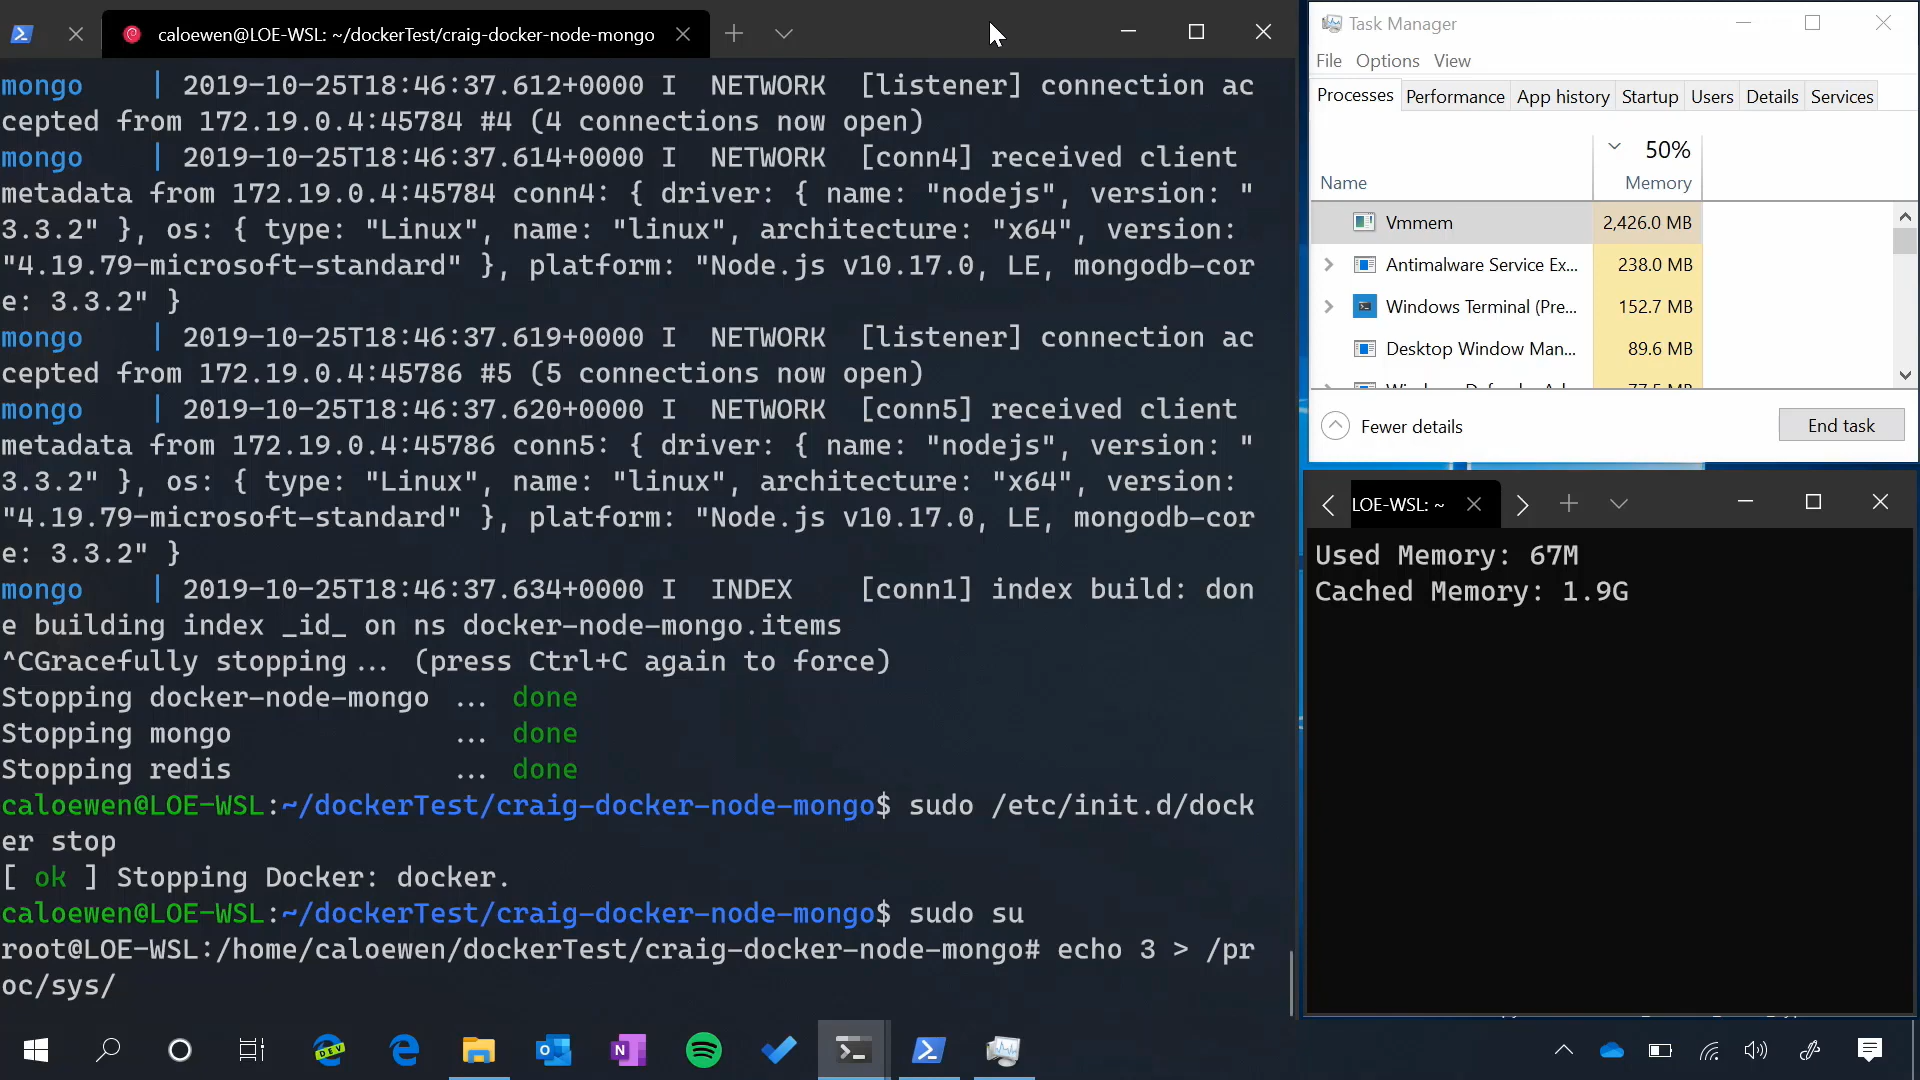 caloewen@LOE-WSL: ~/dockerTest/craig-docker-node-mongo
mongo | 2019-10-25T18:46:37.612+0000 I NETWORK [listener] connection ac
cepted from 172.19.0.4:45784 #4 (4 connections now open)
mongo | 2019-10-25T18:46:37.614+0000 I NETWORK [conn4] received client
metadata from 172.19.0.4:45784 conn4: { driver: { name: "nodejs", version: "
3.3.2" }, os: { type: "Linux", name: "linux", architecture: "x64", version:
"4.19.79-microsoft-standard" }, platform: "Node.js v10.17.0, LE, mongodb-cor
e: 3.3.2" }
mongo | 2019-10-25T18:46:37.619+0000 I NETWORK [listener] connection ac
cepted from 172.19.0.4:45786 #5 (5 connections now open)
mongo | 2019-10-25T18:46:37.620+0000 I NETWORK [conn5] received client
metadata from 172.19.0.4:45786 conn5: { driver: { name: "nodejs", version: "
3.3.2" }, os: { type: "Linux", name: "linux", architecture: "x64", version:
"4.19.79-microsoft-standard" }, platform: "Node.js v10.17.0, LE, mongodb-cor
e: 3.3.2" }
mongo | 2019-10-25T18:46:37.634+0000 I INDEX [conn1] index build: don
e building index _id_ on ns docker-node-mongo.items
^CGracefully stopping... (press Ctrl+C again to force)
Stopping docker-node-mongo ... done
Stopping mongo ... done
Stopping redis ... done
caloewen@LOE-WSL:~/dockerTest/craig-docker-node-mongo$ sudo /etc/init.d/dock
er stop
[ ok ] Stopping Docker: docker.
caloewen@LOE-WSL:~/dockerTest/craig-docker-node-mongo$ sudo su
root@LOE-WSL:/home/caloewen/dockerTest/craig-docker-node-mongo# echo 3 > /pr
oc/sys/
Task Manager
File Options View
Processes Performance App history Startup Users Details Services
50%
Name Memory
Vmmem 2,426.0 MB
Antimalware Service Ex... 238.0 MB
Windows Terminal (Pre... 152.7 MB
Desktop Window Man... 89.6 MB
Fewer details End task
LOE-WSL: ~
Used Memory: 67M
Cached Memory: 1.9G
DEV